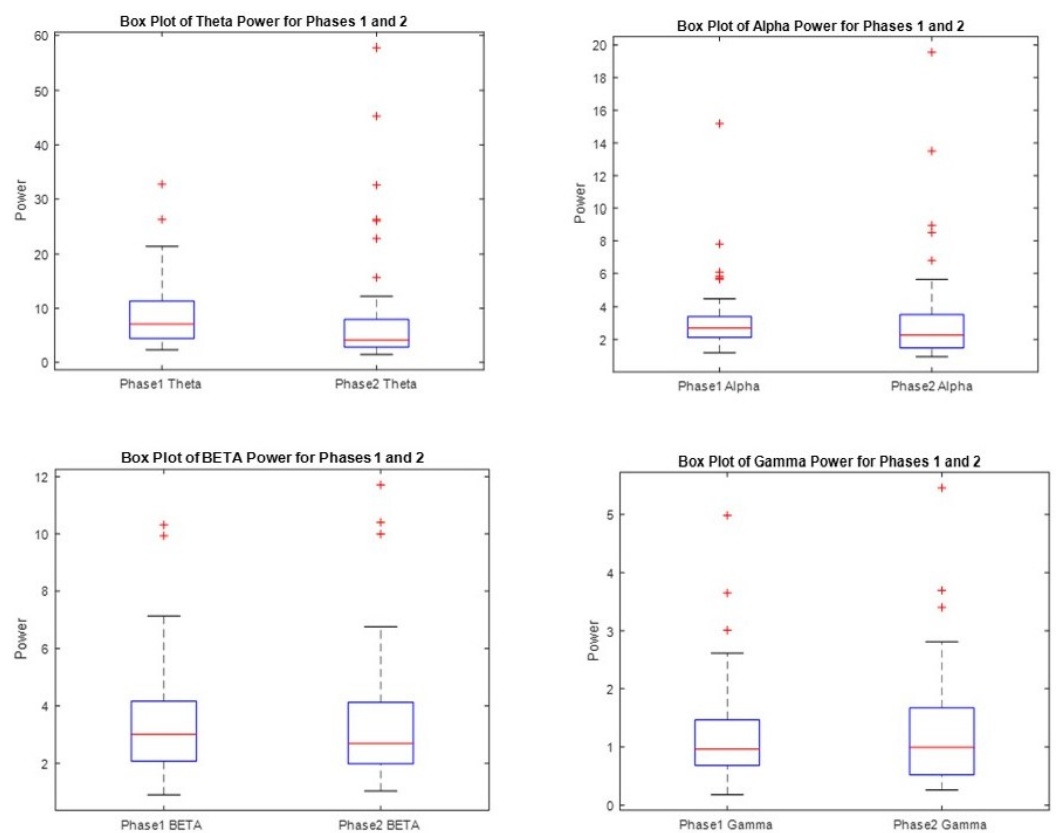 Box Plot of Theta Power for Phases 1 and 2
60
50
40
30
20
10
0
Power
Phase1 Theta
Phase2 Theta
Box Plot of Alpha Power for Phases 1 and 2
20
18
16
14
12
10
8
6
4
2
Power
Phase1 Alpha
Phase2 Alpha
Box Plot of BETA Power for Phases 1 and 2
12
10
8
6
4
2
Power
Phase1 BETA
Phase2 BETA
Box Plot of Gamma Power for Phases 1 and 2
5
4
3
2
1
0
Power
Phase1 Gamma
Phase2 Gamma